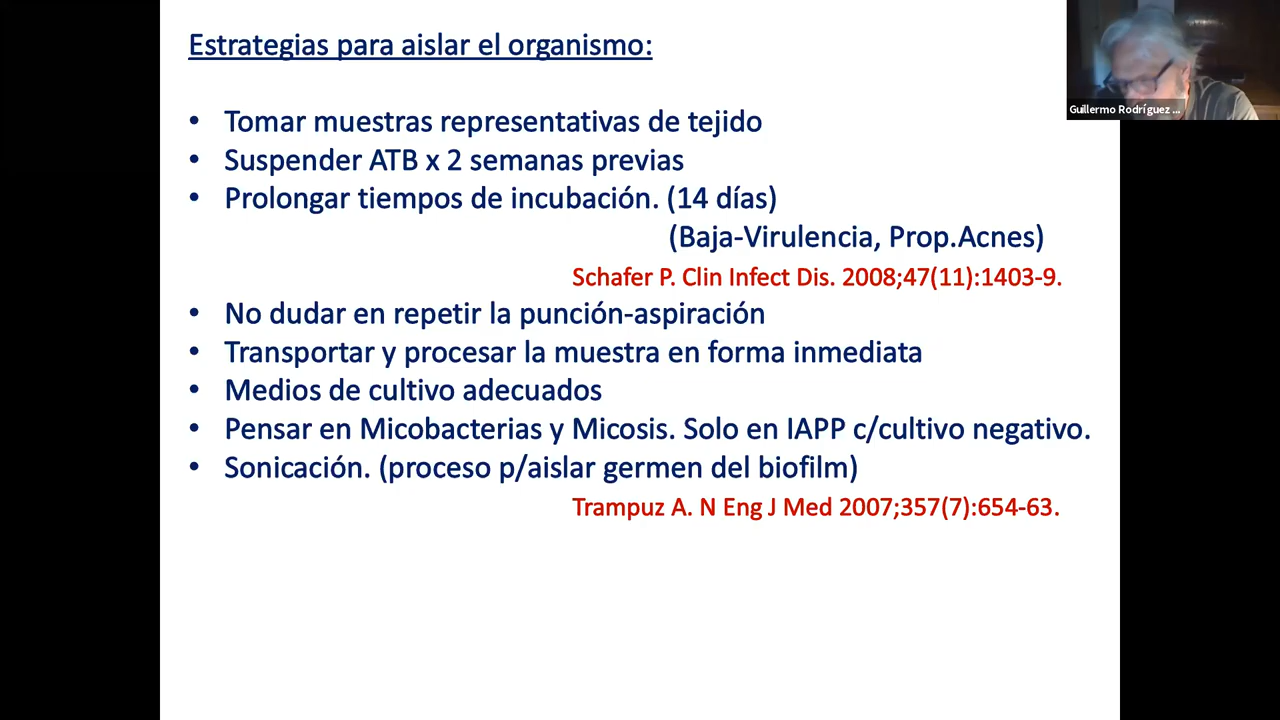 Estrategias para aislar el organismo:
Guillermo Rodríguez ...
• Tomar muestras representativas de tejido
• Suspender ATB x 2 semanas previas
• Prolongar tiempos de incubación. (14 días)
(Baja-Virulencia, Prop.Acnes)
Schafer P. Clin Infect Dis. 2008;47(11):1403-9.
• No dudar en repetir la punción-aspiración
• Transportar y procesar la muestra en forma inmediata
• Medios de cultivo adecuados
• Pensar en Micobacterias y Micosis. Solo en IAPP c/cultivo negativo.
• Sonicación. (proceso p/aislar germen del biofilm)
Trampuz A. N Eng J Med 2007;357(7):654-63.